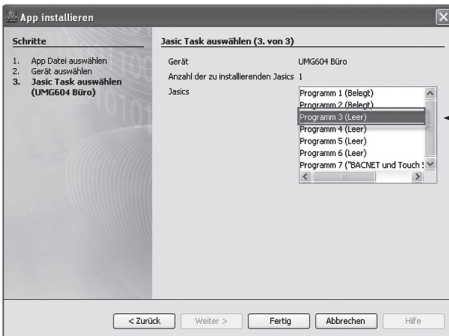 App installieren
Schritte
1. App Datei auswählen
2. Gerät auswählen
3. Jasic Task auswählen
(UMG604 Büro)
Jasic Task auswählen (3. von 3)
Gerät UMG604 Büro
Anzahl der zu installierenden Jasics 1
Jasics
Programm 1 (Belegt)
Programm 2 (Belegt)
Programm 3 (Leer)
Programm 4 (Leer)
Programm 5 (Leer)
Programm 6 (Leer)
Programm 7 ("BACNET und Touch S
< Zurück Weiter > Fertig Abbrechen Hilfe